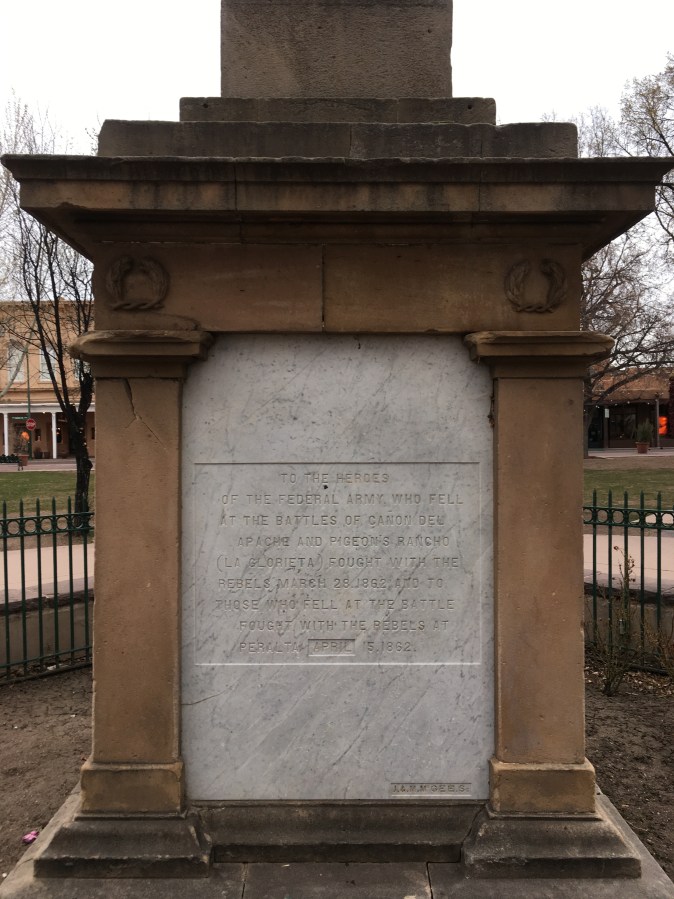 TO THE HEROES
OF THE FEDERAL ARMY, WHO FELL
AT THE BATTLES OF CANON DEL
APACHE AND PIGEON'S RANCHO
(LA GLORIETA) FOUGHT WITH THE
REBELS MARCH 28, 1862, AND TO
THOSE WHO FELL AT THE BATTLE
FOUGHT WITH THE REBELS AT
PERALTA APRIL 15, 1862.